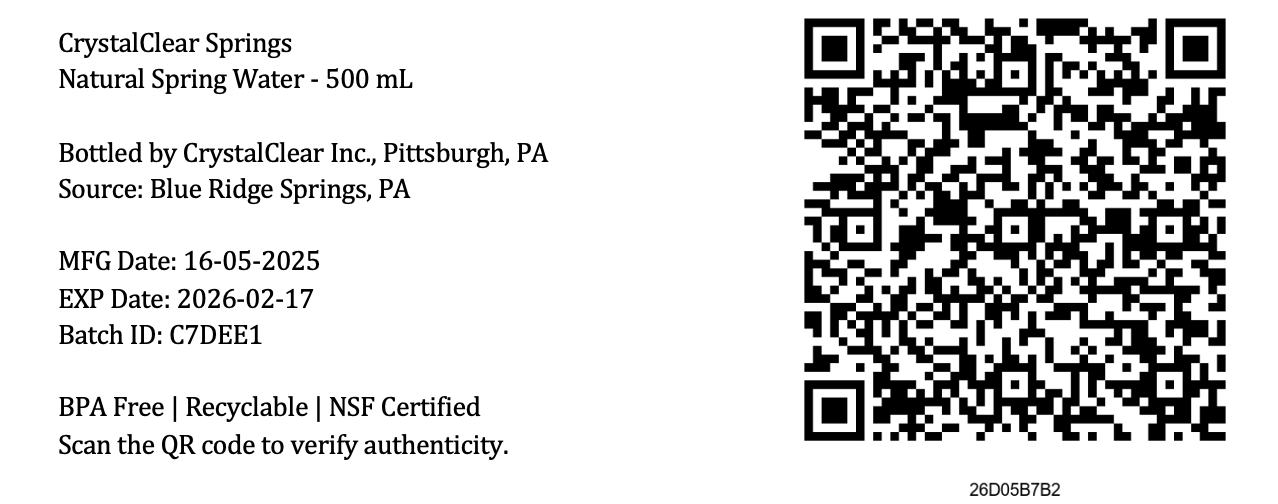 CrystalClear Springs
Natural Spring Water - 500 mL
Bottled by CrystalClear Inc., Pittsburgh, PA
Source: Blue Ridge Springs, PA
MFG Date: 16-05-2025
EXP Date: 2026-02-17
Batch ID: C7DEE1
BPA Free | Recyclable | NSF Certified
Scan the QR code to verify authenticity.
26D05B7B2